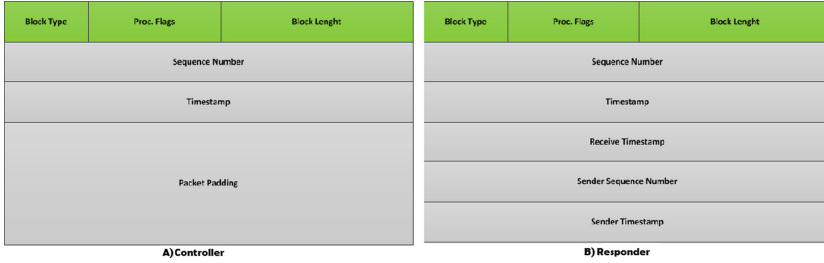 Block Type Proc. Flags Block Lenght
Sequence Number
Timestamp
Packet Padding
A) Controller
Block Type Proc. Flags Block Lenght
Sequence Number
Timestamp
Receive Timestamp
Sender Sequence Number
Sender Timestamp
B) Responder